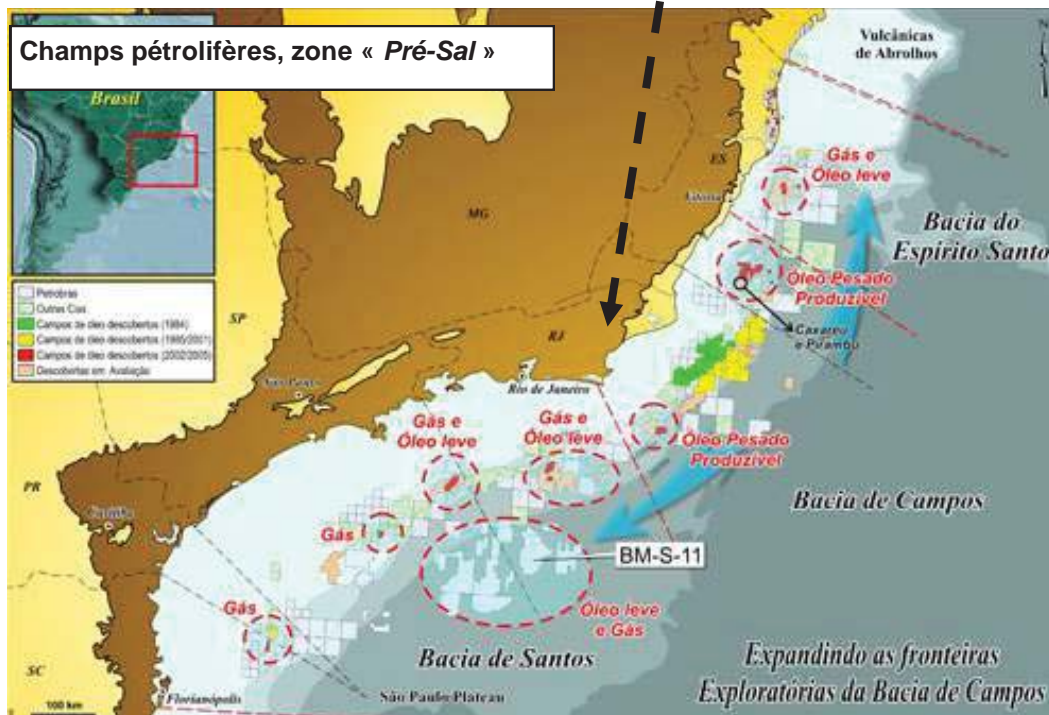 Champs pétrolifères, zone « Pré-Sal »
Brasil
Petrobras
Outras Cias
Campos de óleo descobertos (1984)
Campos de óleo descobertos (1985/2001)
Campos de óleo descobertos (2002/2005)
Descobertas em Avaliação
Vulcânicas
de Abrolhos
N
ES
MG
Vitória
Gás e
Óleo leve
Bacia do
Espírito Santo
Óleo Pesado
Produzível
Caxareu
e Pirambu
SP
RJ
São Paulo
Rio de Janeiro
Gás e
Óleo leve
Gás e
Óleo leve
Óleo Pesado
Produzível
PR
Curitiba
Bacia de Campos
Gás
BM-S-11
Gás
Óleo leve
e Gás
Bacia de Santos
Expandindo as fronteiras
Exploratórias da Bacia de Campos
SC
Florianópolis
São Paulo Plateau
100 km